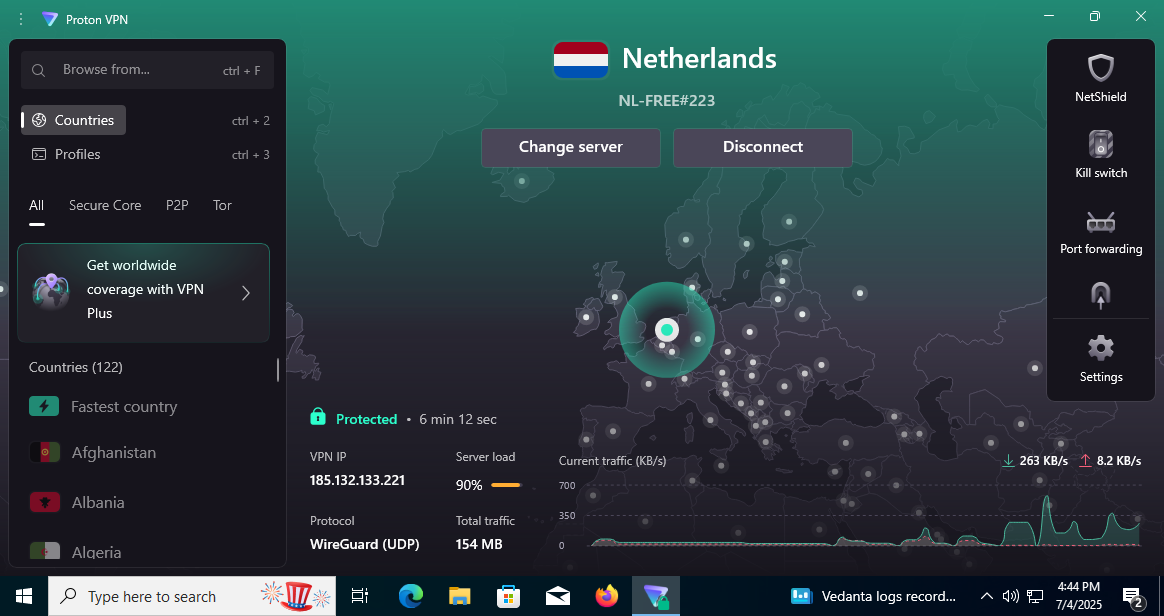 Proton VPN
Browse from...
ctrl + F
Countries
ctrl + 2
Profiles
ctrl + 3
All
Secure Core
P2P
Tor
Get worldwide
coverage with VPN
Plus
Countries (122)
Fastest country
Afghanistan
Albania
Algeria
Netherlands
NL-FREE#223
Change server
Disconnect
Protected • 6 min 12 sec
VPN IP
185.132.133.221
Server load
90%
Protocol
WireGuard (UDP)
Total traffic
154 MB
Current traffic (KB/s)
263 KB/s
8.2 KB/s
700
350
0
NetShield
Kill switch
Port forwarding
Settings
Type here to search
Vedanta logs record...
4:44 PM
7/4/2025
2